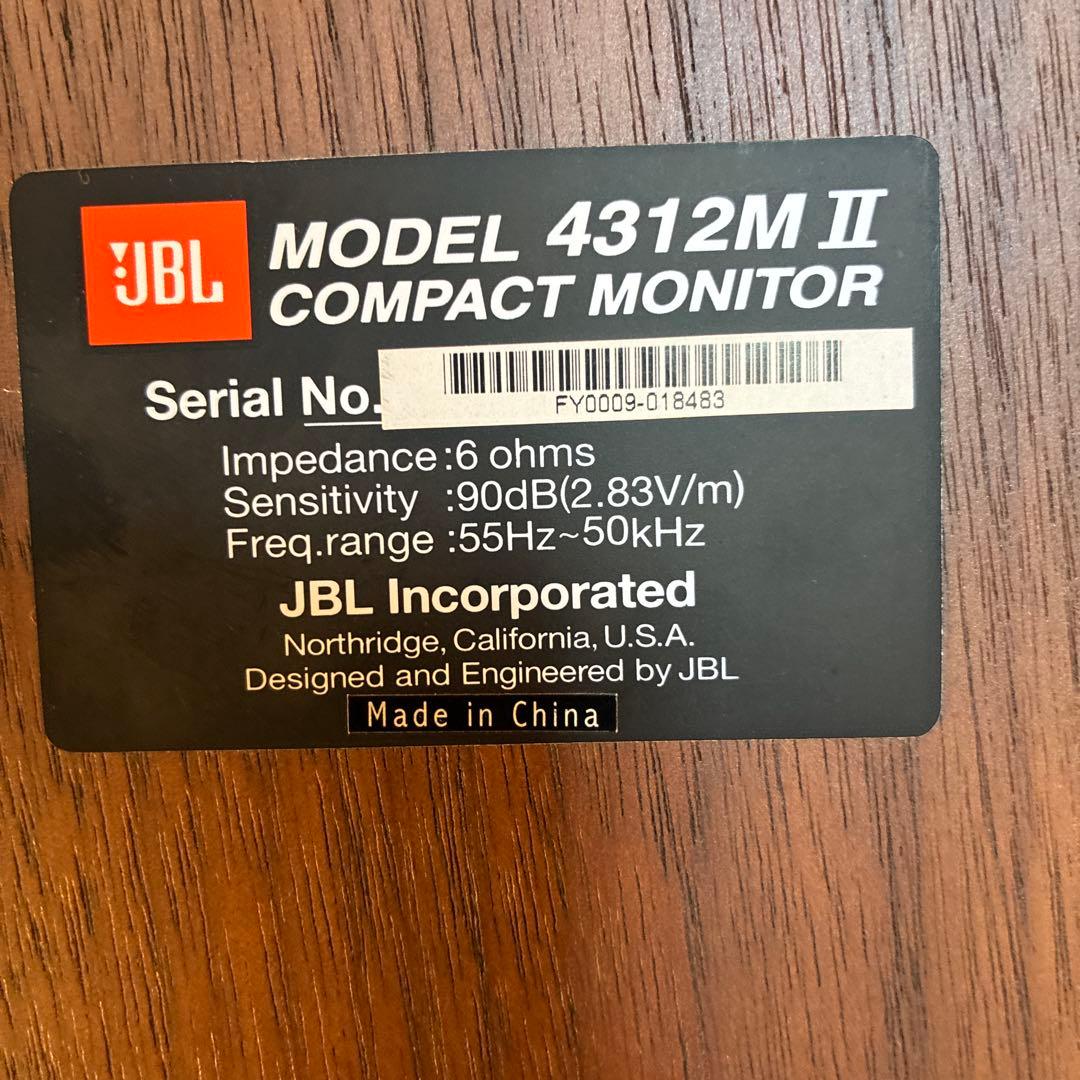 JBL
MODEL 4312M II
COMPACT MONITOR
Serial No.
FY0009-018483
Impedance:6 ohms
Sensitivity :90dB(2.83V/m)
Freq.range :55Hz~50kHz
JBL Incorporated
Northridge, California, U.S.A.
Designed and Engineered by JBL
Made in China